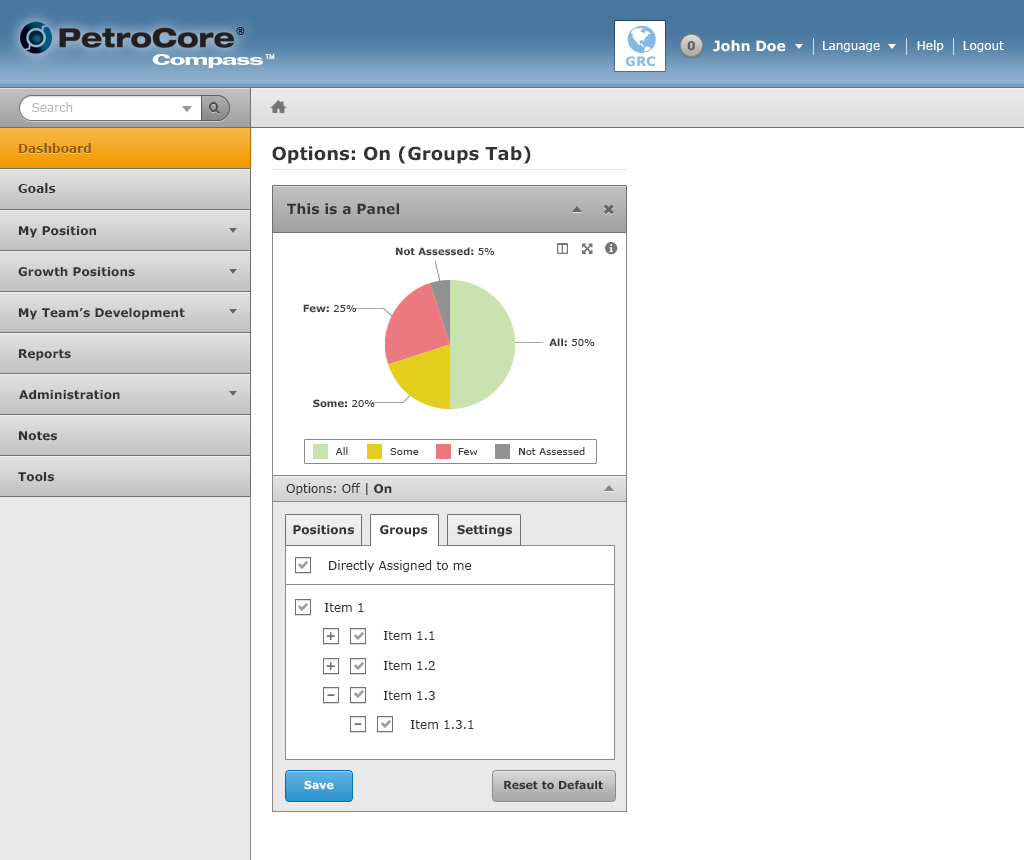 PetroCore®
Compass™
GRC
0 John Doe Language Help Logout
Search
Dashboard
Goals
My Position
Growth Positions
My Team’s Development
Reports
Administration
Notes
Tools
Options: On (Groups Tab)
This is a Panel
Not Assessed: 5%
Few: 25%
All: 50%
Some: 20%
All Some Few Not Assessed
Options: Off | On
Positions Groups Settings
Directly Assigned to me
Item 1
Item 1.1
Item 1.2
Item 1.3
Item 1.3.1
Save Reset to Default